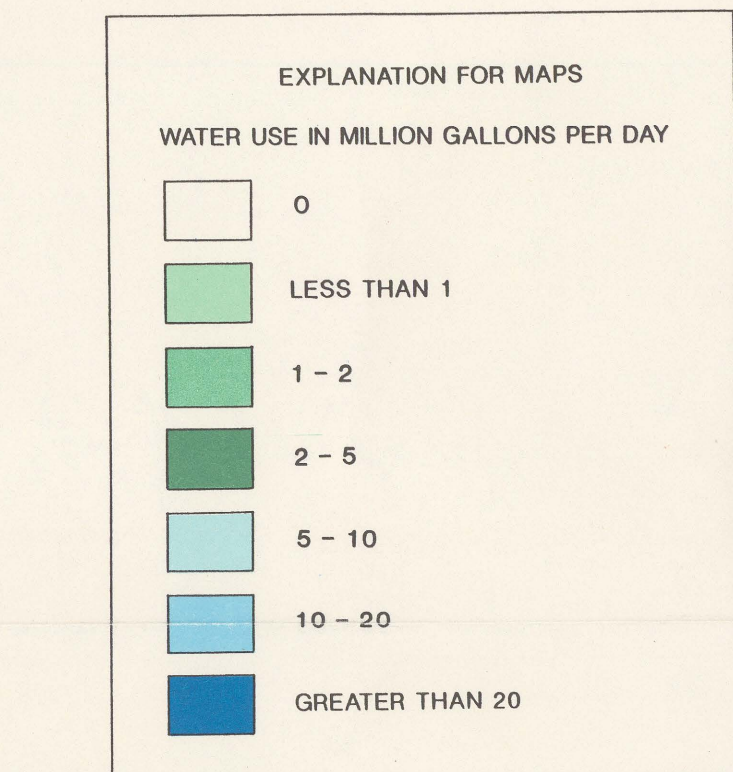 EXPLANATION FOR MAPS
WATER USE IN MILLION GALLONS PER DAY
0
LESS THAN 1
1 – 2
2 – 5
5 – 10
10 – 20
GREATER THAN 20